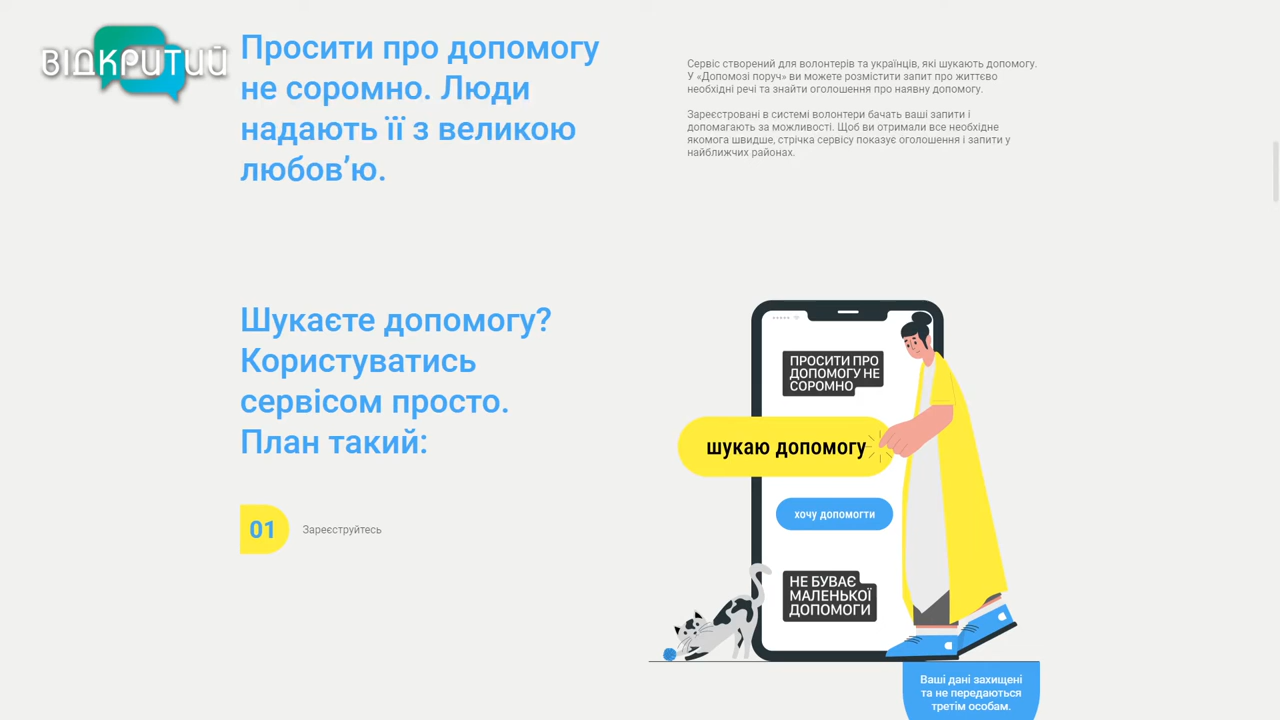 ВІДКРИТИЙ
Просити про допомогу
не соромно. Люди
надають її з великою
любов’ю.
Сервіс створений для волонтерів та українців, які шукають допомогу.
У «Допомозі поруч» ви можете розмістити запит про життєво
необхідні речі та знайти оголошення про наявну допомогу.
Зареєстровані в системі волонтери бачать ваші запити і
допомагають за можливості. Щоб ви отримали все необхідне
якомога швидше, стрічка сервісу показує оголошення і запити у
найближчих районах.
Шукаєте допомогу?
Користуватись
сервісом просто.
План такий:
01
Зареєструйтесь
ПРОСИТИ ПРО
ДОПОМОГУ НЕ
СОРОМНО
шукаю допомогу
хочу допомогти
НЕ БУВАЄ
МАЛЕНЬКОЇ
ДОПОМОГИ
Ваші дані захищені
та не передаються
третім особам.